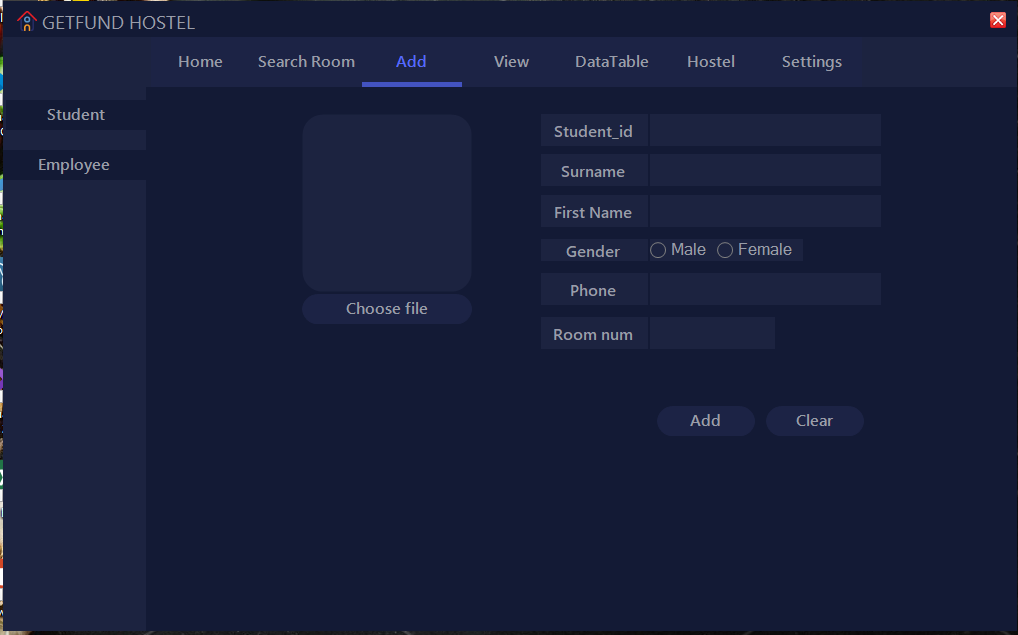 GETFUND HOSTEL
Home Search Room Add View DataTable Hostel Settings
Student
Employee
Choose file
Student_id
Surname
First Name
Gender Male Female
Phone
Room num
Add Clear